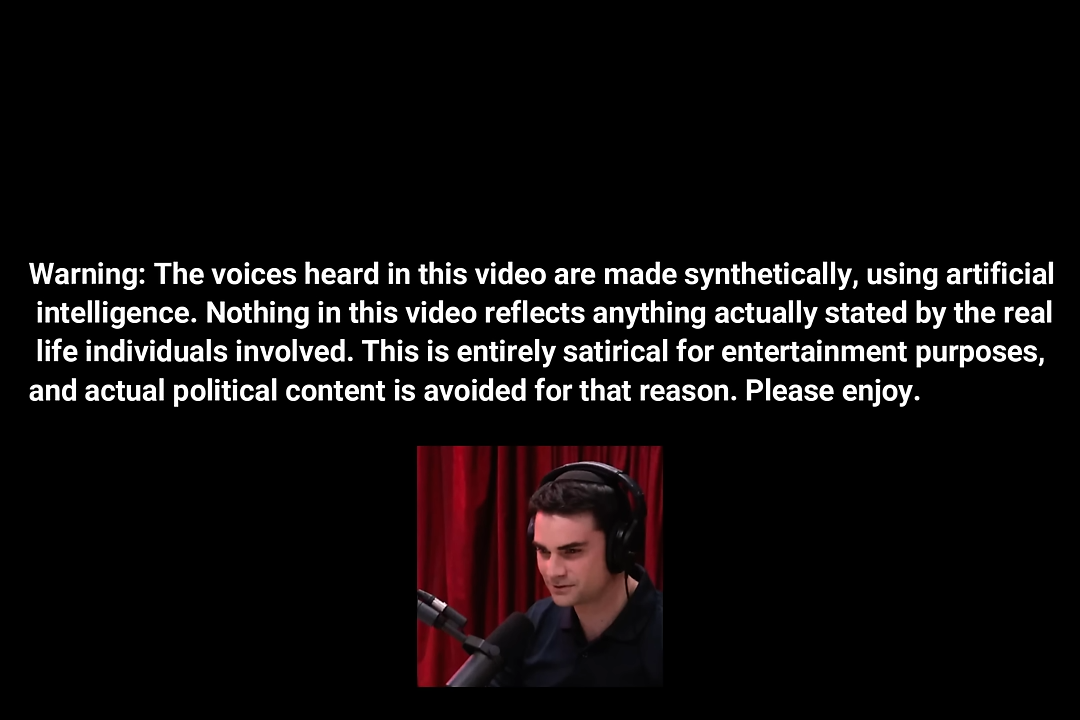 Warning: The voices heard in this video are made synthetically, using artificial
intelligence. Nothing in this video reflects anything actually stated by the real
life individuals involved. This is entirely satirical for entertainment purposes,
and actual political content is avoided for that reason. Please enjoy.